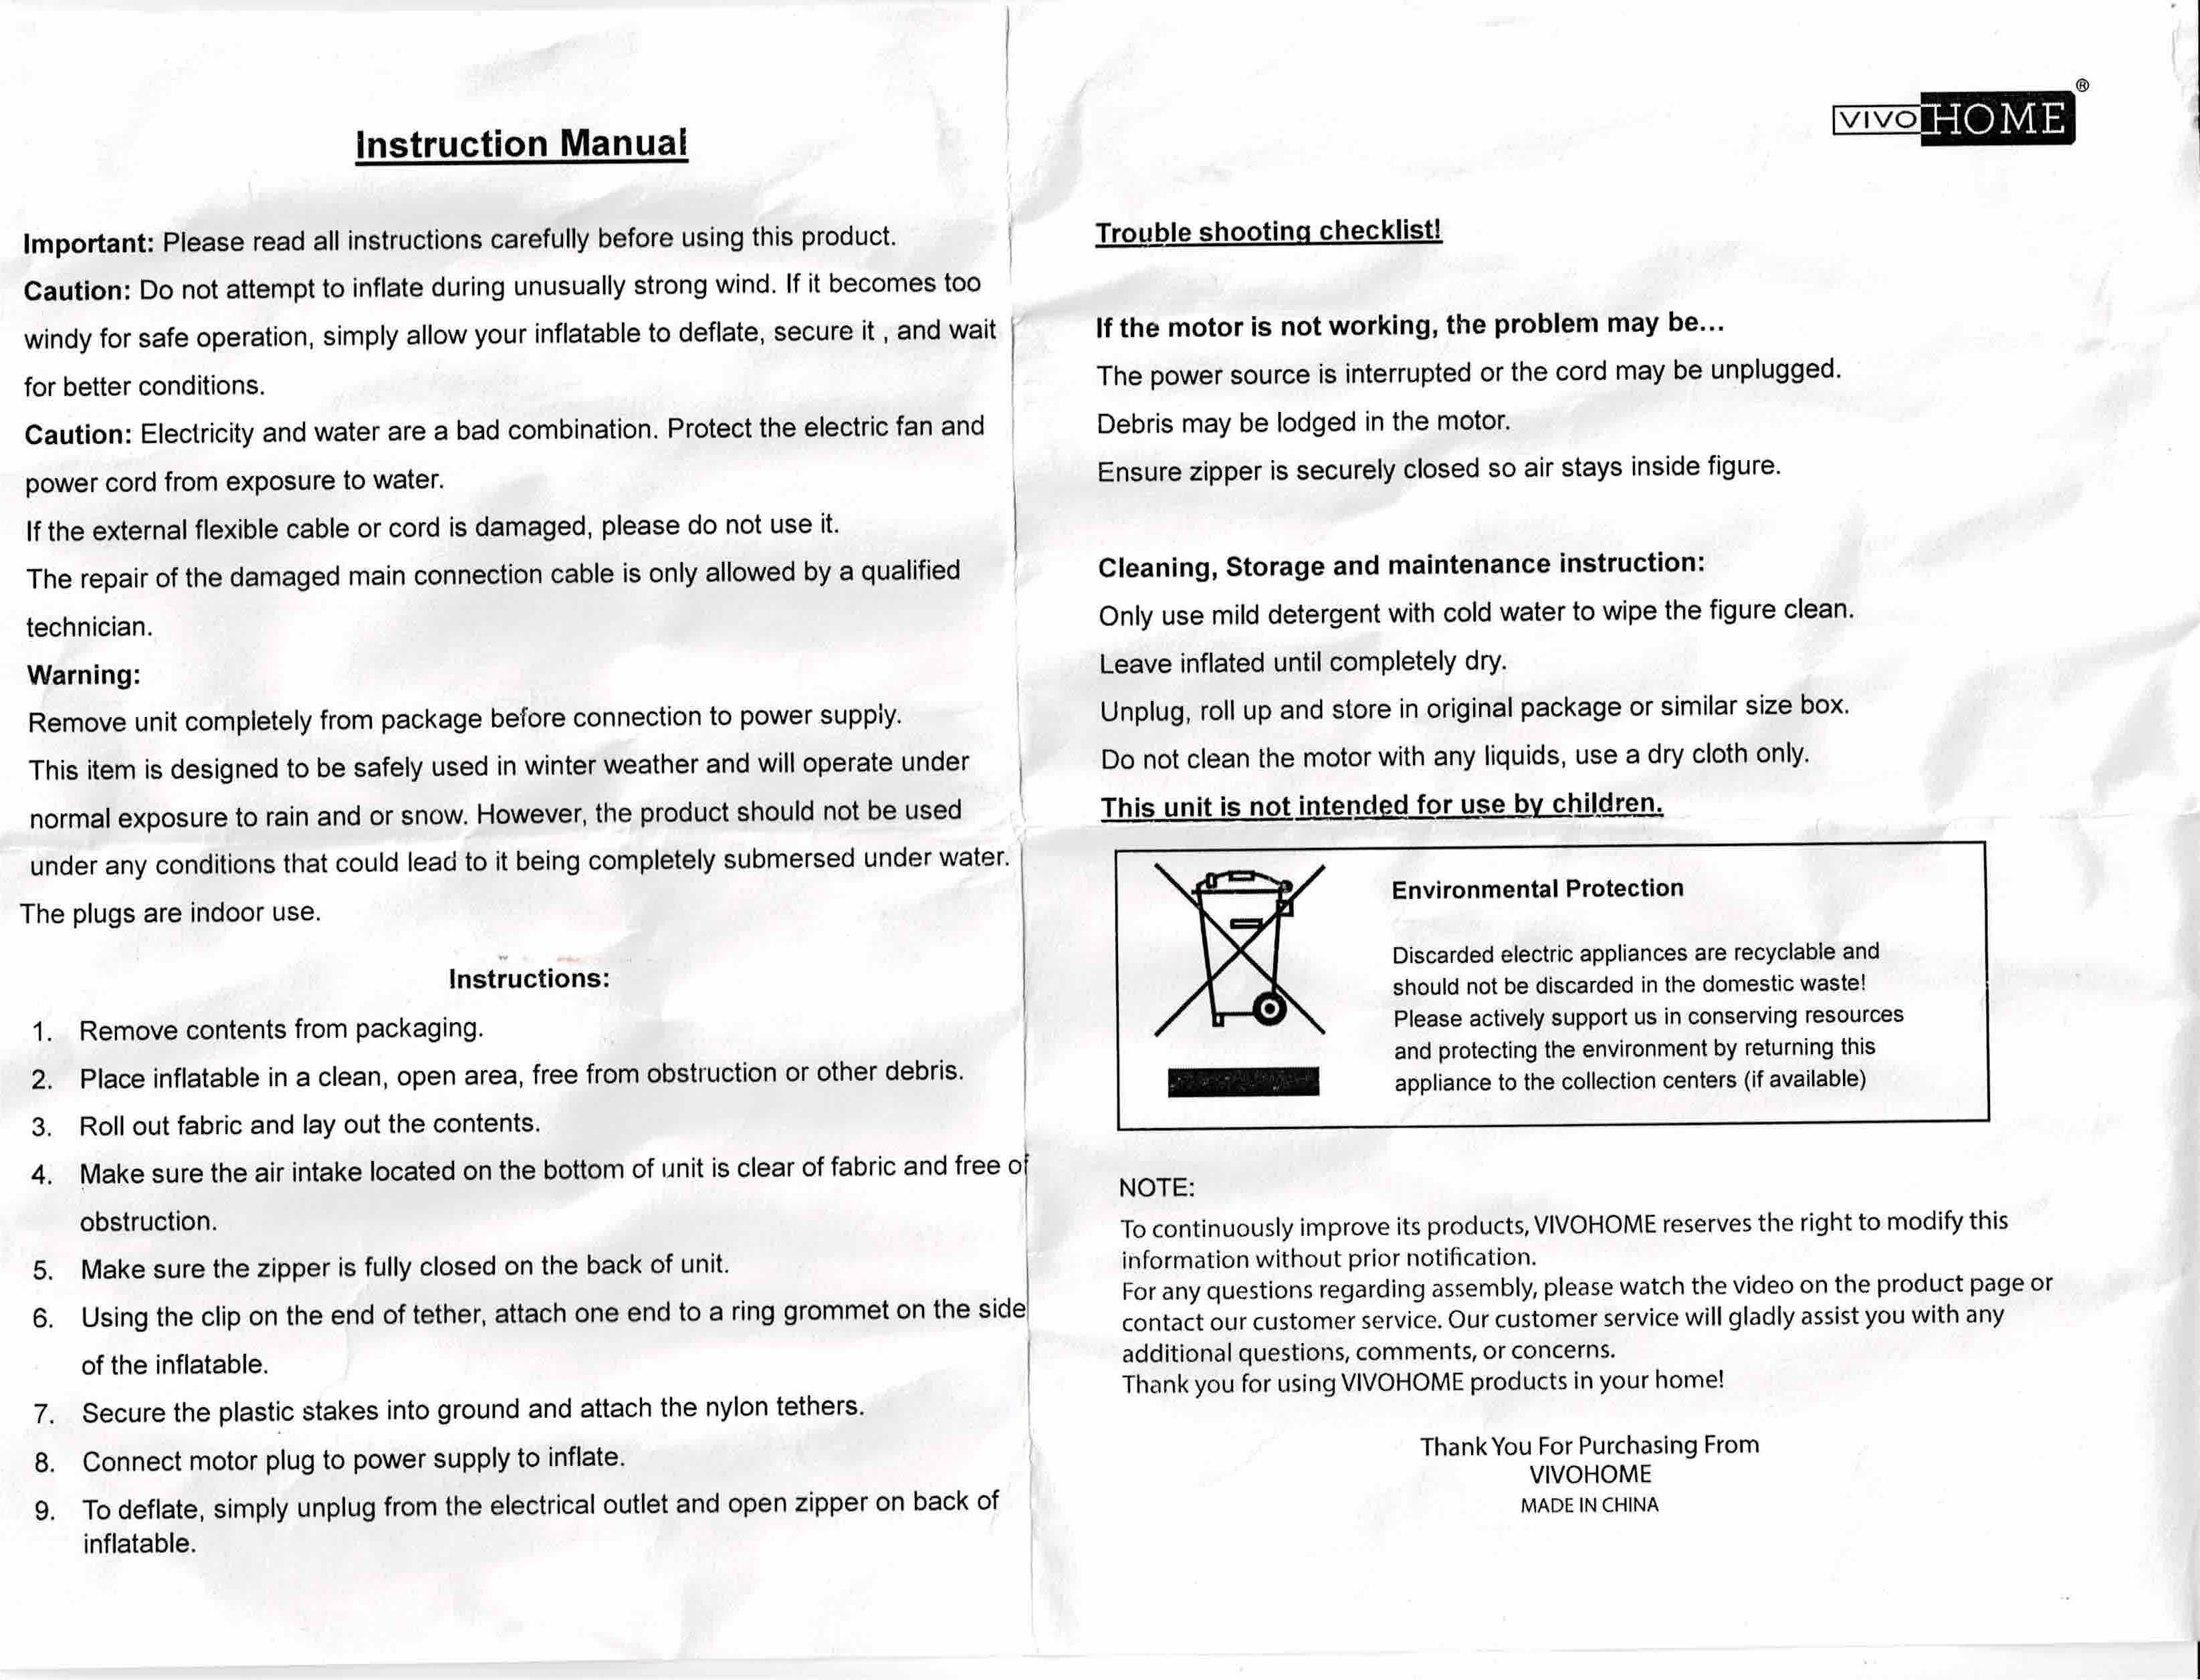 Instruction Manual
Important: Please read all instructions carefully before using this product.
Caution: Do not attempt to inflate during unusually strong wind. If it becomes too
windy for safe operation, simply allow your inflatable to deflate, secure it , and wait
for better conditions.
Caution: Electricity and water are a bad combination. Protect the electric fan and
power cord from exposure to water.
If the external flexible cable or cord is damaged, please do not use it.
The repair of the damaged main connection cable is only allowed by a qualified
technician.
Warning:
Remove unit completely from package before connection to power supply.
This item is designed to be safely used in winter weather and will operate under
normal exposure to rain and or snow. However, the product should not be used
under any conditions that could lead to it being completely submersed under water.
The plugs are indoor use.
Instructions:
1. Remove contents from packaging.
2. Place inflatable in a clean, open area, free from obstruction or other debris.
3. Roll out fabric and lay out the contents.
4. Make sure the air intake located on the bottom of unit is clear of fabric and free of
obstruction.
5. Make sure the zipper is fully closed on the back of unit.
6. Using the clip on the end of tether, attach one end to a ring grommet on the side
of the inflatable.
7. Secure the plastic stakes into ground and attach the nylon tethers.
8. Connect motor plug to power supply to inflate.
9. To deflate, simply unplug from the electrical outlet and open zipper on back of
inflatable.
VIVOHOME®
Trouble shooting checklist!
If the motor is not working, the problem may be...
The power source is interrupted or the cord may be unplugged.
Debris may be lodged in the motor.
Ensure zipper is securely closed so air stays inside figure.
Cleaning, Storage and maintenance instruction:
Only use mild detergent with cold water to wipe the figure clean.
Leave inflated until completely dry.
Unplug, roll up and store in original package or similar size box.
Do not clean the motor with any liquids, use a dry cloth only.
This unit is not intended for use by children.
Environmental Protection
Discarded electric appliances are recyclable and
should not be discarded in the domestic waste!
Please actively support us in conserving resources
and protecting the environment by returning this
appliance to the collection centers (if available)
NOTE:
To continuously improve its products, VIVOHOME reserves the right to modify this
information without prior notification.
For any questions regarding assembly, please watch the video on the product page or
contact our customer service. Our customer service will gladly assist you with any
additional questions, comments, or concerns.
Thank you for using VIVOHOME products in your home!
Thank You For Purchasing From
VIVOHOME
MADE IN CHINA